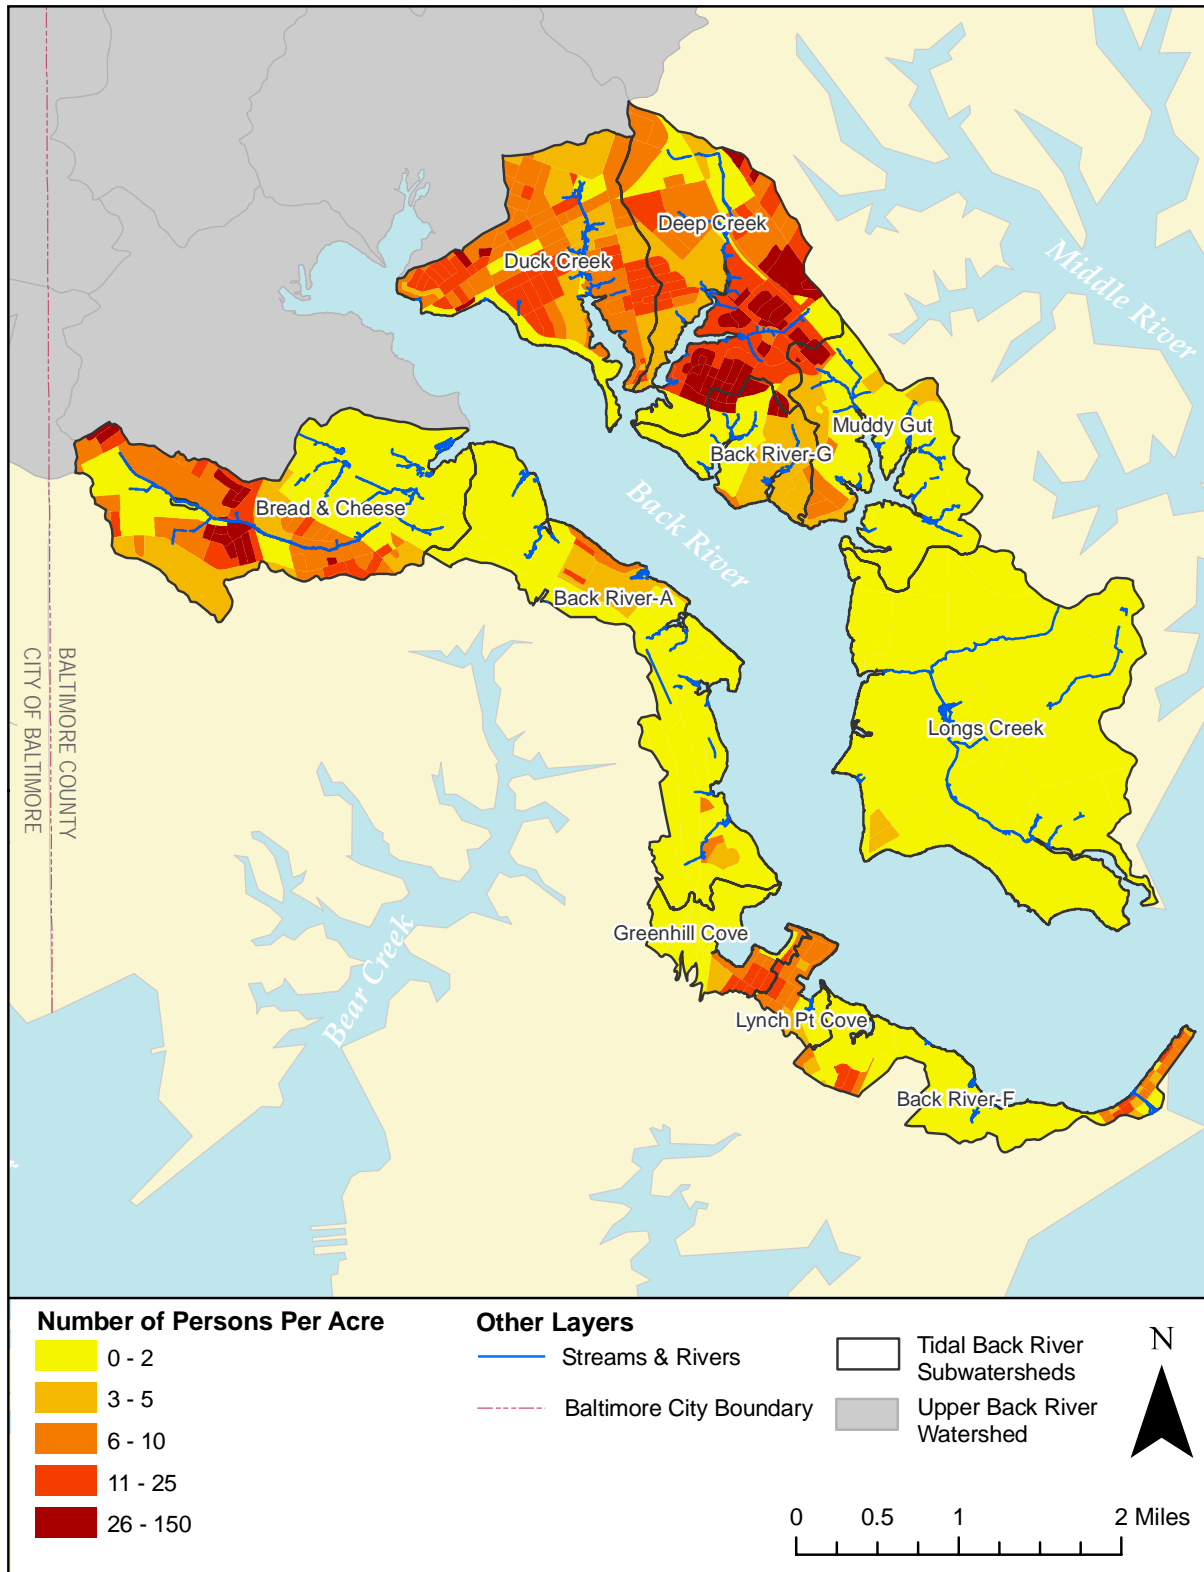 Deep Creek
Duck Creek
Middle River
Muddy Gut
Back River-G
Back River
Bread & Cheese
Back River-A
BALTIMORE COUNTY
CITY OF BALTIMORE
Longs Creek
Greenhill Cove
Bear Creek
Lynch Pt Cove
Back River-F
Number of Persons Per Acre
0 - 2
3 - 5
6 - 10
11 - 25
26 - 150
Other Layers
Streams & Rivers
Baltimore City Boundary
Tidal Back River
Subwatersheds
Upper Back River
Watershed
N
0 0.5 1 2 Miles